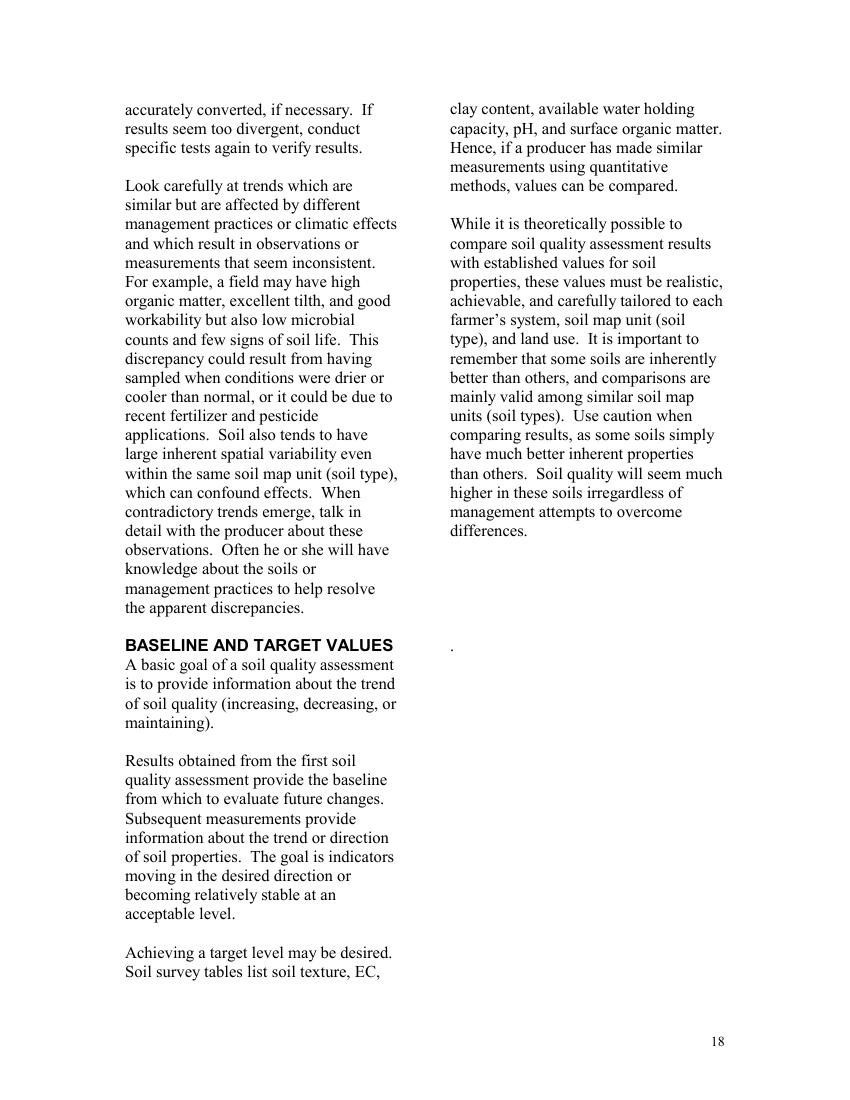 accurately converted, if necessary.  If
results seem too divergent, conduct
specific tests again to verify results.

Look carefully at trends which are
similar but are affected by different
management practices or climatic effects
and which result in observations or
measurements that seem inconsistent.
For example, a field may have high
organic matter, excellent tilth, and good
workability but also low microbial
counts and few signs of soil life.  This
discrepancy could result from having
sampled when conditions were drier or
cooler than normal, or it could be due to
recent fertilizer and pesticide
applications.  Soil also tends to have
large inherent spatial variability even
within the same soil map unit (soil type),
which can confound effects.  When
contradictory trends emerge, talk in
detail with the producer about these
observations.  Often he or she will have
knowledge about the soils or
management practices to help resolve
the apparent discrepancies.

BASELINE AND TARGET VALUES
A basic goal of a soil quality assessment
is to provide information about the trend
of soil quality (increasing, decreasing, or
maintaining).

Results obtained from the first soil
quality assessment provide the baseline
from which to evaluate future changes.
Subsequent measurements provide
information about the trend or direction
of soil properties.  The goal is indicators
moving in the desired direction or
becoming relatively stable at an
acceptable level.

Achieving a target level may be desired.
Soil survey tables list soil texture, EC,
clay content, available water holding
capacity, pH, and surface organic matter.
Hence, if a producer has made similar
measurements using quantitative
methods, values can be compared.

While it is theoretically possible to
compare soil quality assessment results
with established values for soil
properties, these values must be realistic,
achievable, and carefully tailored to each
farmer’s system, soil map unit (soil
type), and land use.  It is important to
remember that some soils are inherently
better than others, and comparisons are
mainly valid among similar soil map
units (soil types).  Use caution when
comparing results, as some soils simply
have much better inherent properties
than others.  Soil quality will seem much
higher in these soils irregardless of
management attempts to overcome
differences.

.

18